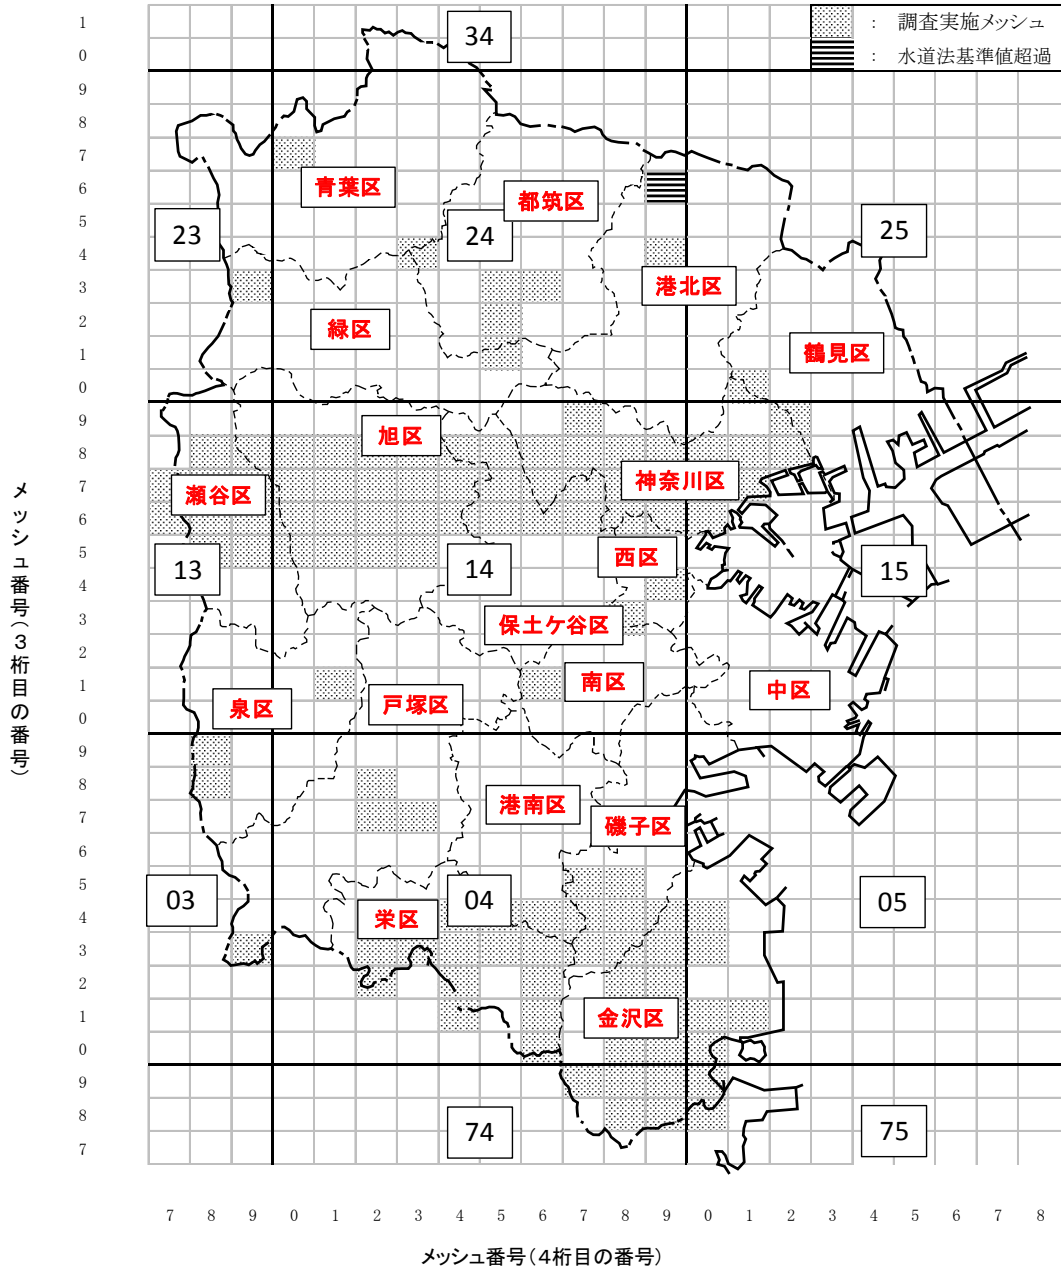 1
0
9
8
7
6
5
4
3
2
1
0
9
8
7
6
5
4
3
2
1
0
9
8
7
6
5
4
3
2
1
0
9
8
7
メッシュ番号(3桁目の番号)
: 調査実施メッシュ
: 水道法基準値超過
34
青葉区
都筑区
23
24
25
港北区
緑区
鶴見区
旭区
瀬谷区
神奈川区
西区
13
14
15
保土ケ谷区
南区
中区
泉区
戸塚区
港南区
磯子区
03
04
05
栄区
金沢区
74
75
7 8 9 0 1 2 3 4 5 6 7 8 9 0 1 2 3 4 5 6 7 8
メッシュ番号(4桁目の番号)